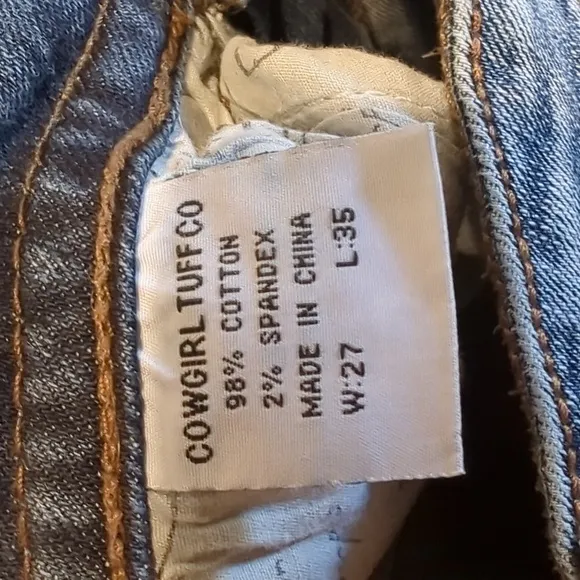 COWGIRL TUFF CO
98% COTTON
2% SPANDEX
MADE IN CHINA
W:27 L:35